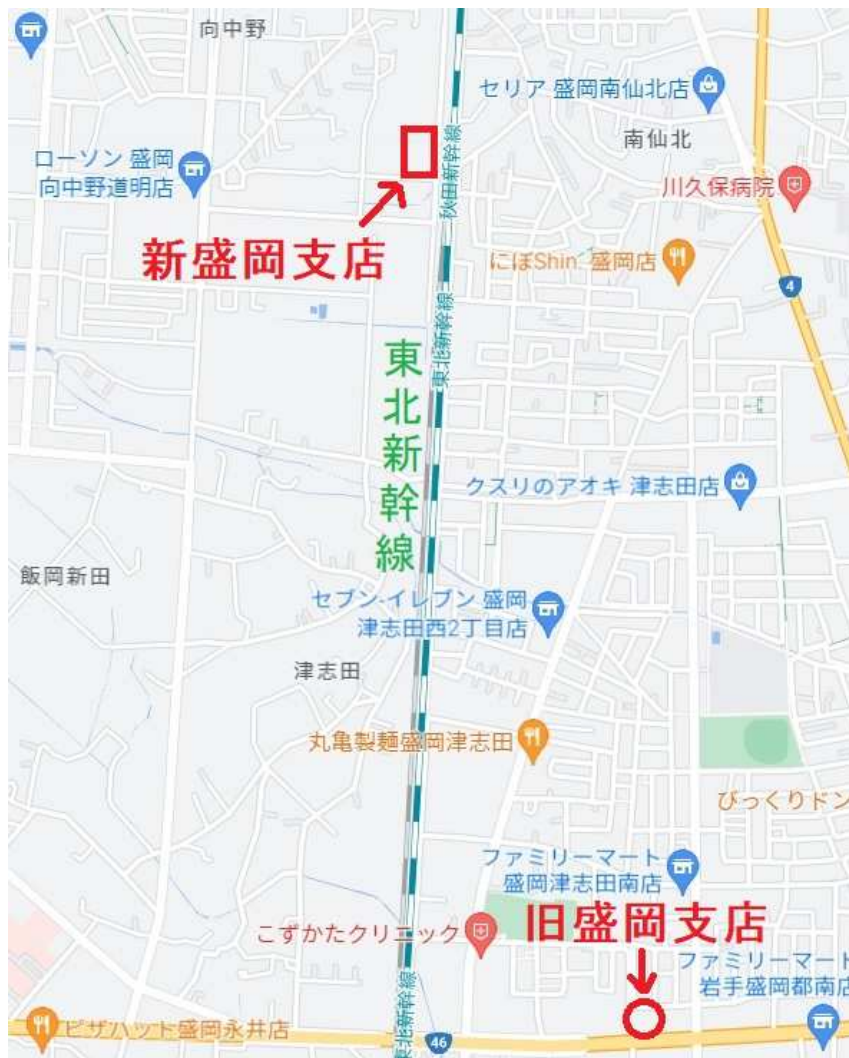 向中野
セリア 盛岡南仙北店
南仙北
ローソン 盛岡
向中野道明店
秋田新幹線
川久保病院
新盛岡支店
にぼShin 盛岡店
4
東北新幹線
東北新幹線
クスリのアオキ 津志田店
飯岡新田
セブン-イレブン 盛岡
津志田西2丁目店
津志田
丸亀製麺盛岡津志田
びっくりドン
ファミリーマート
盛岡津志田南店
旧盛岡支店
こずかたクリニック
ファミリーマート
岩手盛岡都南店
東北新幹線
ピザハット盛岡永井店
46